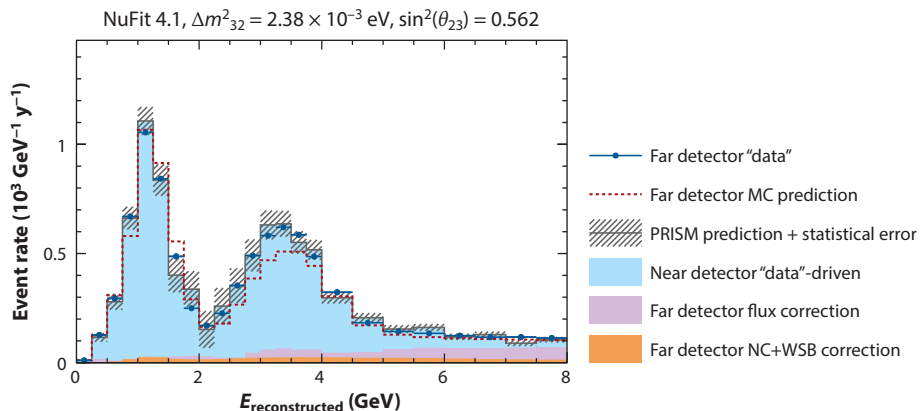 NuFit 4.1, Δm²₃₂ = 2.38 × 10⁻³ eV, sin²(θ₂₃) = 0.562
Event rate (10³ GeV⁻¹ y⁻¹)
1
0.5
0
0 2 4 6 8
E_reconstructed (GeV)
Far detector “data”
Far detector MC prediction
PRISM prediction + statistical error
Near detector “data”-driven
Far detector flux correction
Far detector NC+WSB correction